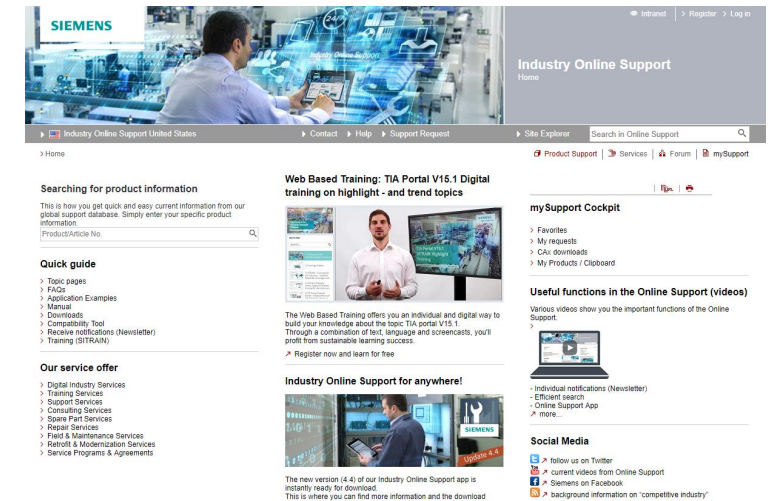 SIEMENS
Intranet
> Register
> Log in
Industry Online Support
Home
Industry Online Support
Industry Online Support United States
Contact
Help
Support Request
Site Explorer
Search in Online Support
> Home
Product Support
Services
Forum
mySupport
Searching for product information
This is how you get quick and easy current information from our
global support database. Simply enter your specific product
information.
Product/Article No.
Quick guide
> Topic pages
> FAQs
> Application Examples
> Manual
> Downloads
> Compatibility Tool
> Receive notifications (Newsletter)
> Training (SITRAIN)
Our service offer
> Digital Industry Services
> Training Services
> Support Services
> Consulting Services
> Spare Part Services
> Repair Services
> Field & Maintenance Services
> Retrofit & Modernization Services
> Service Programs & Agreements
Web Based Training: TIA Portal V15.1 Digital
training on highlight - and trend topics
The Web Based Training offers you an individual and digital way to
build your knowledge about the topic TIA portal V15.1.
Through a combination of text, language and screencasts, you'll
profit from sustainable learning success.
Register now and learn for free
Industry Online Support for anywhere!
SIEMENS
Update 4.4
The new version (4.4) of our Industry Online Support app is
instantly ready for download.
This is where you can find more information and the download
mySupport Cockpit
> Favorites
> My requests
> CAx downloads
> My Products / Clipboard
Useful functions in the Online Support (videos)
Various videos show you the important functions of the Online
Support.
>
- Individual notifications (Newsletter)
- Efficient search
- Online Support App
more...
Social Media
follow us on Twitter
current videos from Online Support
Siemens on Facebook
background information on "competitive industry"